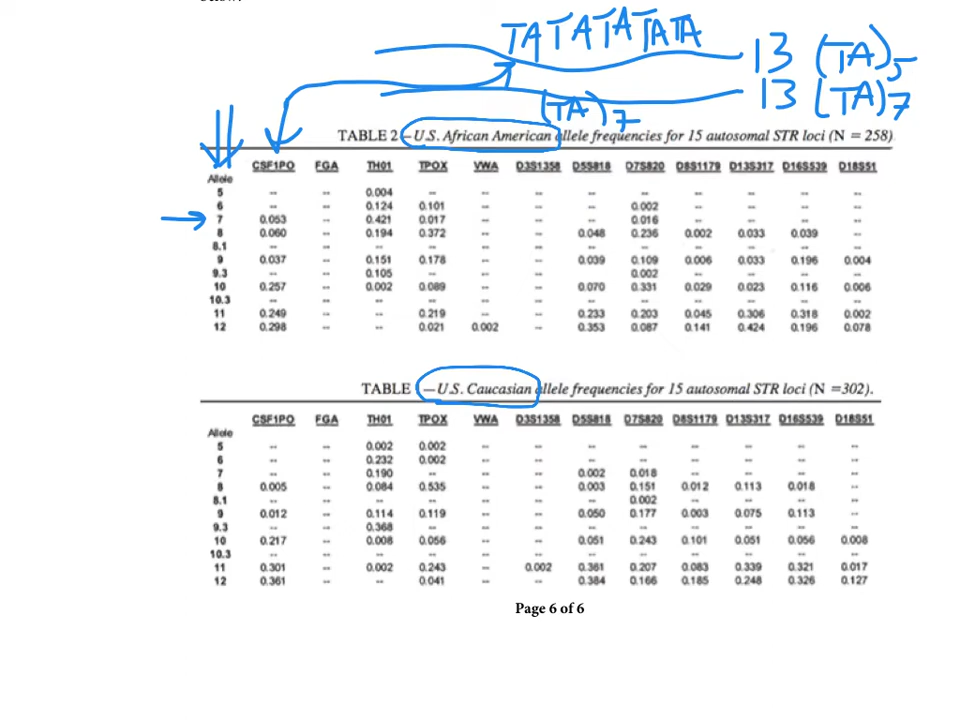 TATATATATA
13 (TA)5
13 (TA)7
(TA)7
TABLE 2—U.S. African American allele frequencies for 15 autosomal STR loci (N = 258)
CSF1PO FGA TH01 TPOX VWA D3S1358 D5S818 D7S820 D8S1179 D13S317 D16S539 D18S51
Allele
5 -- -- 0.004 -- -- -- -- -- -- -- -- --
6 -- -- 0.124 0.101 -- -- -- 0.002 -- -- -- --
7 0.053 -- 0.421 0.017 -- -- -- 0.016 -- -- -- --
8 0.060 -- 0.194 0.372 -- -- 0.048 0.236 0.002 0.033 0.039 --
8.1 -- -- -- -- -- -- -- -- -- -- -- --
9 0.037 -- 0.151 0.178 -- -- 0.039 0.109 0.006 0.033 0.196 0.004
9.3 -- -- 0.105 -- -- -- -- 0.002 -- -- -- --
10 0.257 -- 0.002 0.089 -- -- 0.070 0.331 0.029 0.023 0.116 0.006
10.3 -- -- -- -- -- -- -- -- -- -- -- --
11 0.249 -- -- 0.219 -- -- 0.233 0.203 0.045 0.306 0.318 0.002
12 0.298 -- -- 0.021 0.002 -- 0.353 0.087 0.141 0.424 0.196 0.078
TABLE —U.S. Caucasian allele frequencies for 15 autosomal STR loci (N =302).
CSF1PO FGA TH01 TPOX VWA D3S1358 D5S818 D7S820 D8S1179 D13S317 D16S539 D18S51
Allele
5 -- -- 0.002 0.002 -- -- -- -- -- -- -- --
6 -- -- 0.232 0.002 -- -- -- -- -- -- -- --
7 -- -- 0.190 -- -- -- 0.002 0.018 -- -- -- --
8 0.005 -- 0.084 0.535 -- -- 0.003 0.151 0.012 0.113 0.018 --
8.1 -- -- -- -- -- -- -- 0.002 -- -- -- --
9 0.012 -- 0.114 0.119 -- -- 0.050 0.177 0.003 0.075 0.113 --
9.3 -- -- 0.368 -- -- -- -- -- -- -- -- --
10 0.217 -- 0.008 0.056 -- -- 0.051 0.243 0.101 0.051 0.056 0.008
10.3 -- -- -- -- -- -- -- -- -- -- -- --
11 0.301 -- 0.002 0.243 -- 0.002 0.361 0.207 0.083 0.339 0.321 0.017
12 0.361 -- -- 0.041 -- -- 0.384 0.166 0.185 0.248 0.326 0.127
Page 6 of 6